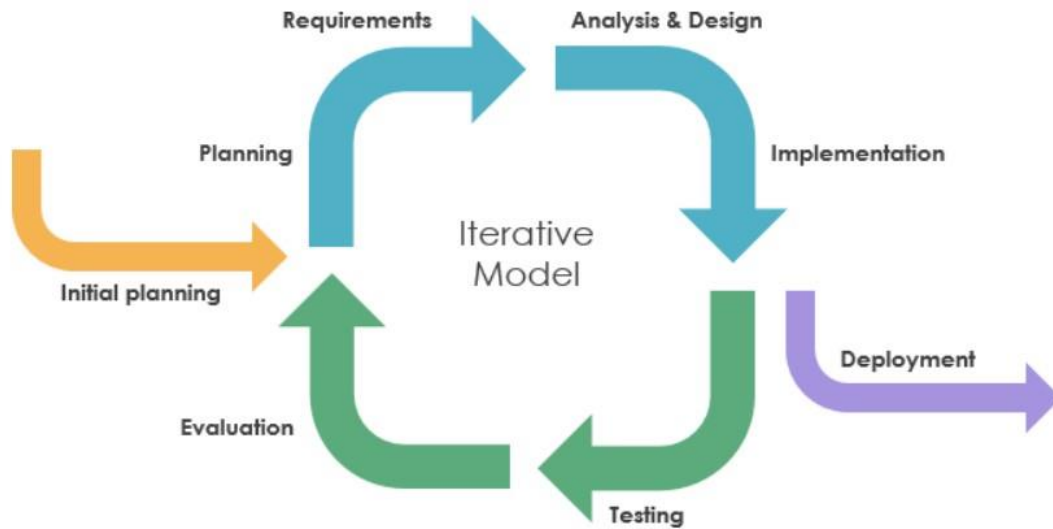 Requirements
Analysis & Design
Planning
Implementation
Iterative
Model
Initial planning
Deployment
Evaluation
Testing